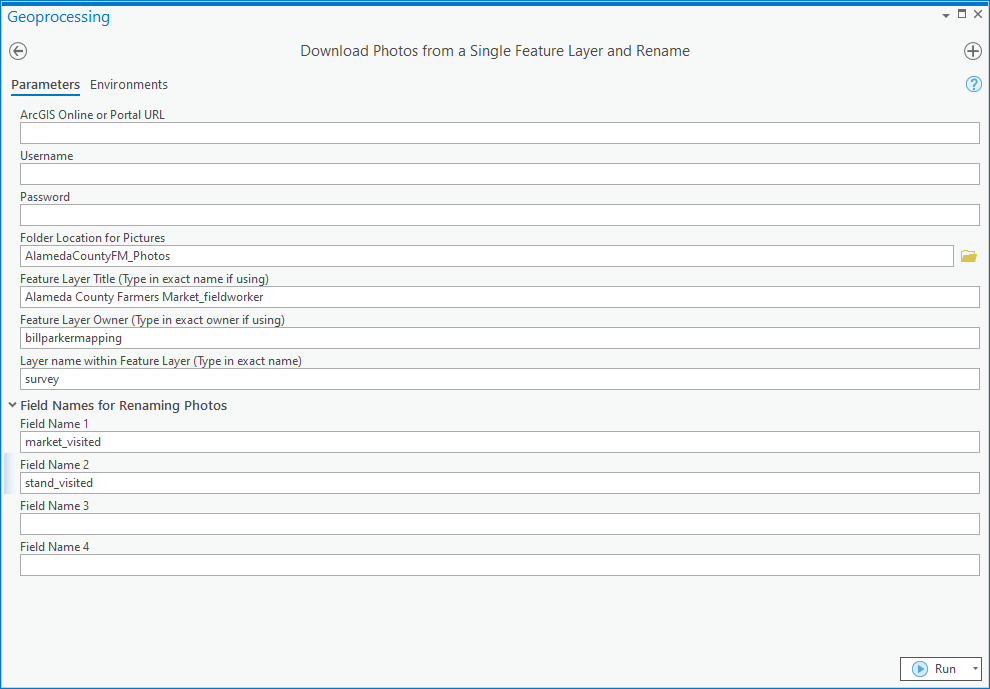 Geoprocessing
Download Photos from a Single Feature Layer and Rename
Parameters Environments
?
ArcGIS Online or Portal URL
Username
Password
Folder Location for Pictures
AlamedaCountyFM_Photos
Feature Layer Title (Type in exact name if using)
Alameda County Farmers Market_fieldworker
Feature Layer Owner (Type in exact owner if using)
billparkermapping
Layer name within Feature Layer (Type in exact name)
survey
Field Names for Renaming Photos
Field Name 1
market_visited
Field Name 2
stand_visited
Field Name 3
Field Name 4
Run